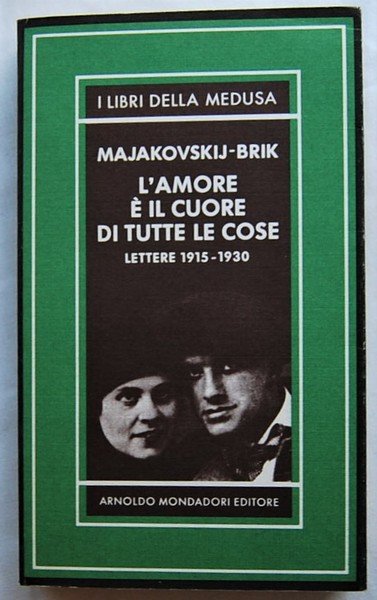 I LIBRI DELLA MEDUSA
MAJAKOVSKIJ-BRIK
L'AMORE
È IL CUORE
DI TUTTE LE COSE
LETTERE 1915-1930
ARNOLDO MONDADORI EDITORE